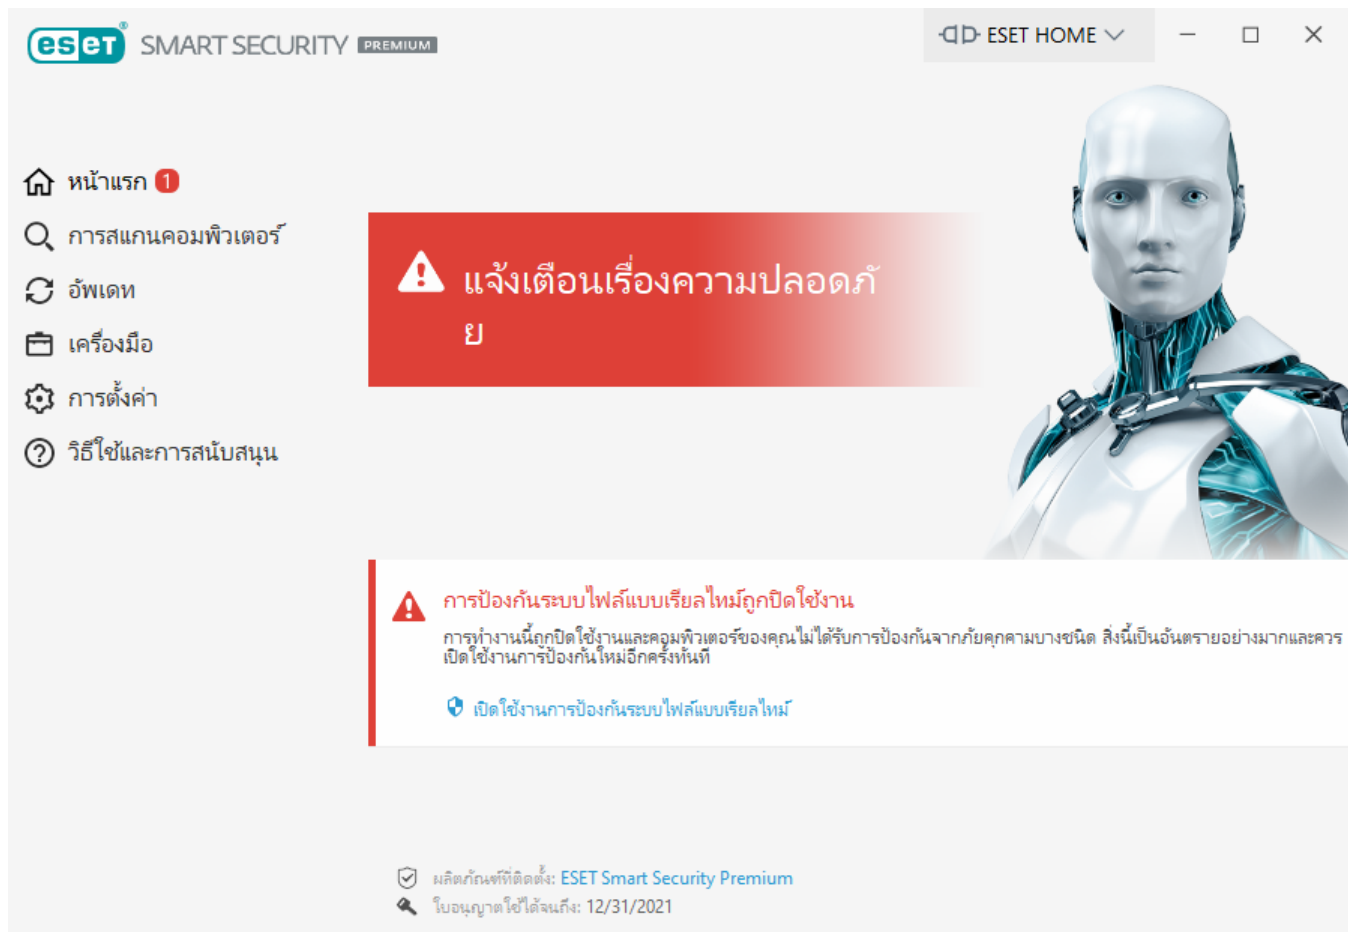 eset® SMART SECURITY PREMIUM
ESET HOME
หน้าแรก 1
การสแกนคอมพิวเตอร์
อัพเดท
เครื่องมือ
การตั้งค่า
วิธีใช้และการสนับสนุน
แจ้งเตือนเรื่องความปลอดภั
ย
การป้องกันระบบไฟล์แบบเรียลไทม์ถูกปิดใช้งาน
การทำงานนี้ถูกปิดใช้งานและคอมพิวเตอร์ของคุณไม่ได้รับการป้องกันจากภัยคุกคามบางชนิด สิ่งนี้เป็นอันตรายอย่างมากและควร
เปิดใช้งานการป้องกันใหม่อีกครั้งทันที
เปิดใช้งานการป้องกันระบบไฟล์แบบเรียลไทม์
ผลิตภัณฑ์ที่ติดตั้ง: ESET Smart Security Premium
ใบอนุญาตใช้ได้จนถึง: 12/31/2021